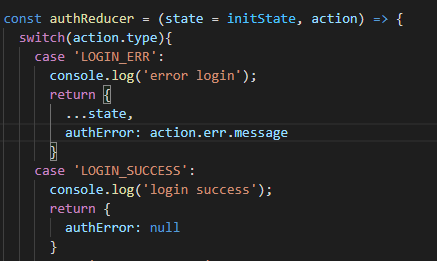 const authReducer = (state = initState, action) => {
switch(action.type){
case 'LOGIN_ERR':
console.log('error login');
return {
...state,
authError: action.err.message
}
case 'LOGIN_SUCCESS':
console.log('login success');
return {
authError: null
}